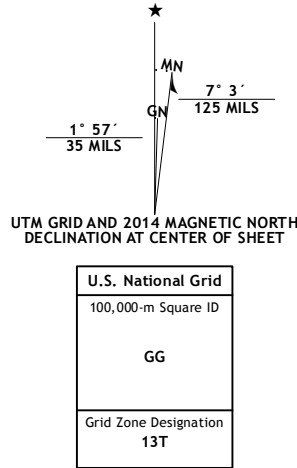 ★
MN
7° 3´
125 MILS
GN
1° 57´
35 MILS
UTM GRID AND 2014 MAGNETIC NORTH
DECLINATION AT CENTER OF SHEET
U.S. National Grid
100,000-m Square ID
GG
Grid Zone Designation
13T